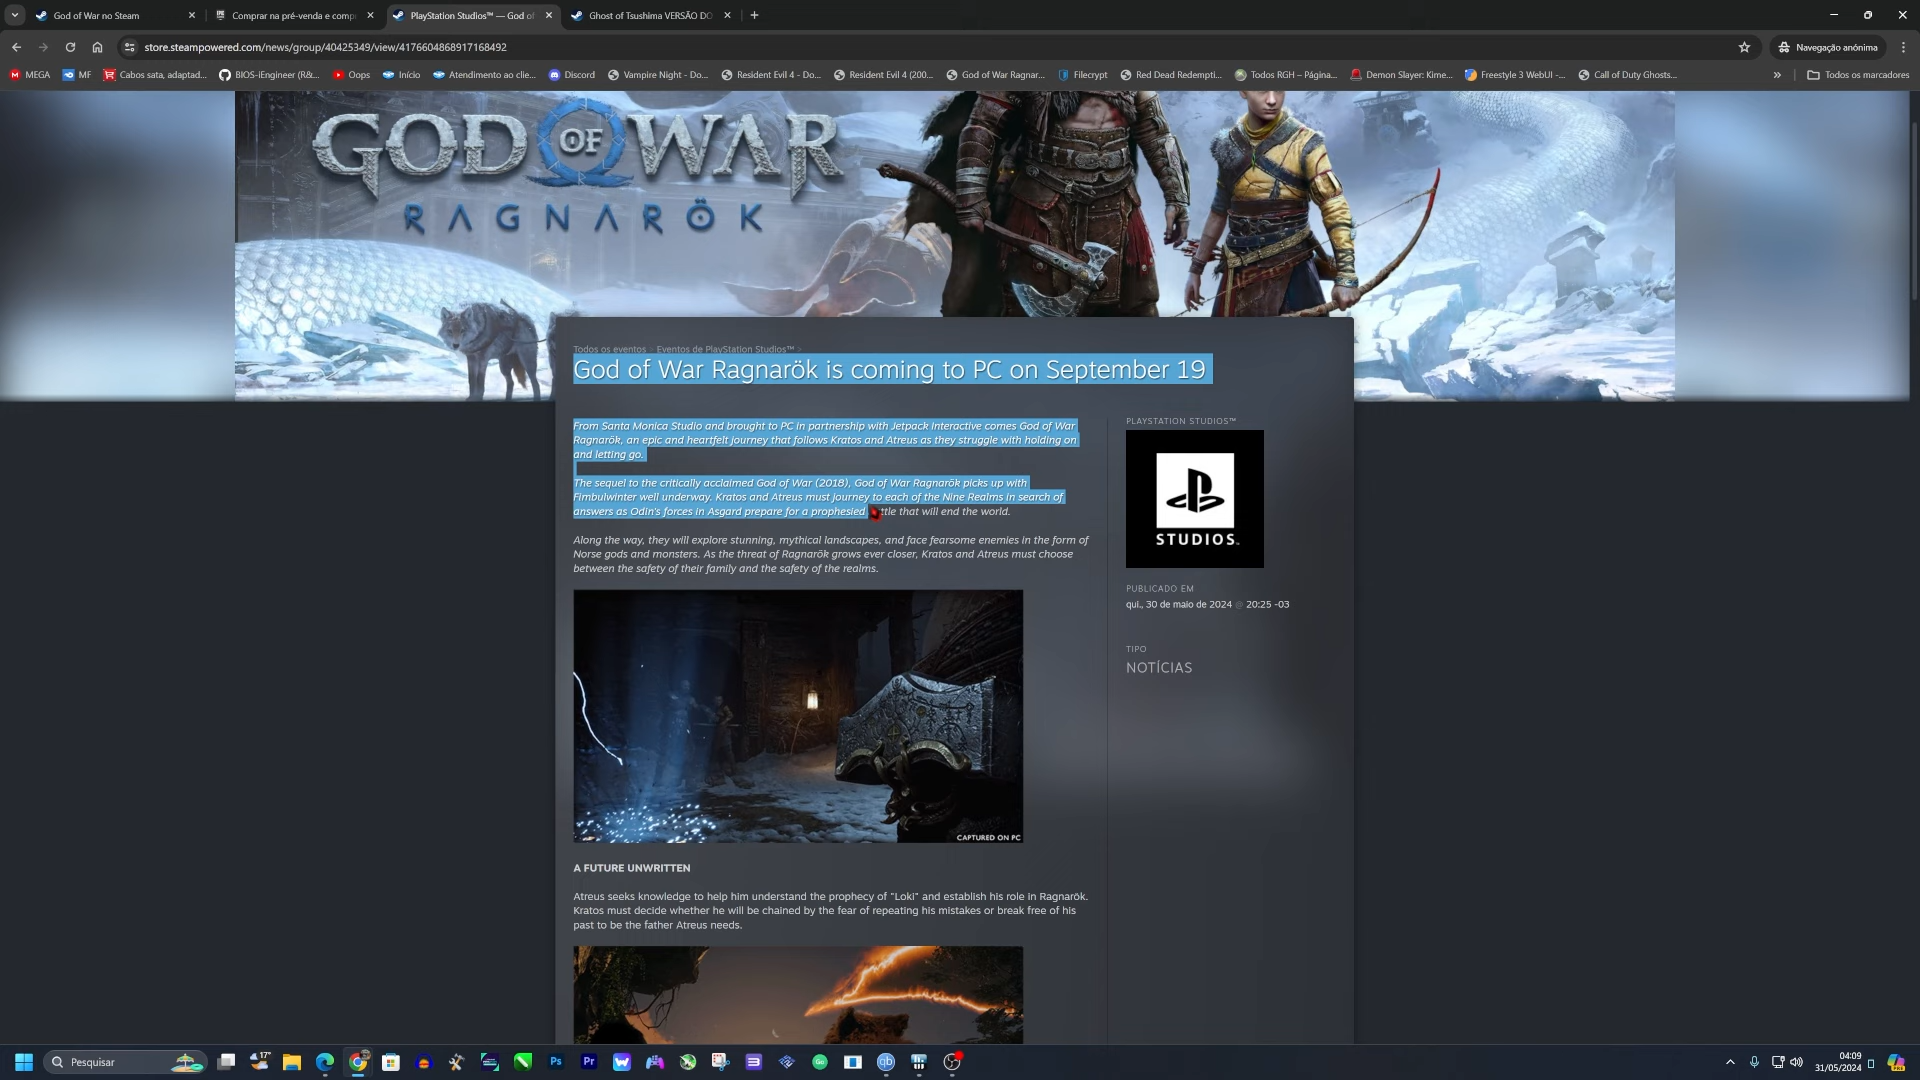 God of War no Steam
Comprar na pré-venda e comp
PlayStation Studios™ — God of
Ghost of Tsushima VERSÃO DO
store.steampowered.com/news/group/40425349/view/4176604868917168492
Navegação anónima
MEGA
MF
Cabos sata, adaptad...
BIOS-iEngineer (R&...
Oops
Início
Atendimento ao clie...
Discord
Vampire Night - Do...
Resident Evil 4 - Do...
Resident Evil 4 (200...
God of War Ragnar...
Filecrypt
Red Dead Redempti...
Todos RGH – Página...
Demon Slayer: Kime...
Freestyle 3 WebUI -...
Call of Duty Ghosts...
»
Todos os marcadores
GOD OF WAR
RAGNARÖK
Todos os eventos > Eventos de PlayStation Studios™ >
God of War Ragnarök is coming to PC on September 19
From Santa Monica Studio and brought to PC in partnership with Jetpack Interactive comes God of War
Ragnarök, an epic and heartfelt journey that follows Kratos and Atreus as they struggle with holding on
and letting go.
The sequel to the critically acclaimed God of War (2018), God of War Ragnarök picks up with
Fimbulwinter well underway. Kratos and Atreus must journey to each of the Nine Realms in search of
answers as Odin's forces in Asgard prepare for a prophesied ttle that will end the world.
Along the way, they will explore stunning, mythical landscapes, and face fearsome enemies in the form of
Norse gods and monsters. As the threat of Ragnarök grows ever closer, Kratos and Atreus must choose
between the safety of their family and the safety of the realms.
CAPTURED ON PC
A FUTURE UNWRITTEN
Atreus seeks knowledge to help him understand the prophecy of "Loki" and establish his role in Ragnarök.
Kratos must decide whether he will be chained by the fear of repeating his mistakes or break free of his
past to be the father Atreus needs.
PLAYSTATION STUDIOS™
STUDIOS
PUBLICADO EM
qui., 30 de maio de 2024 @ 20:25 -03
TIPO
NOTÍCIAS
Pesquisar
17°
Ps
Pr
qb
04:09
31/05/2024
PRE